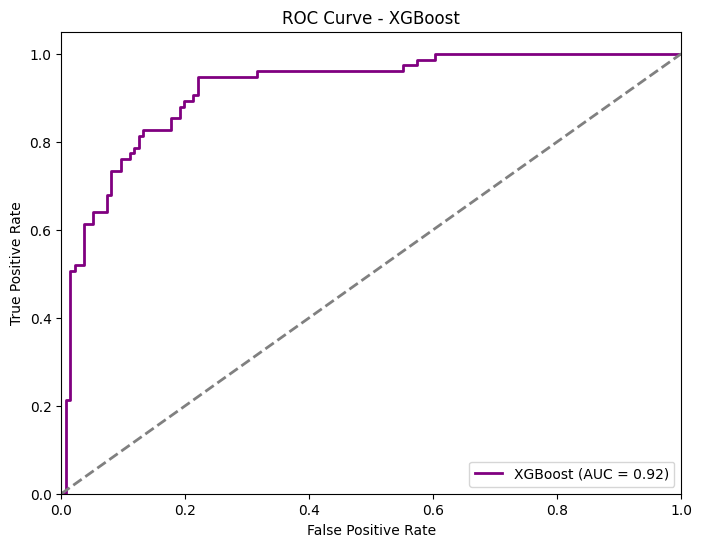 ROC Curve - XGBoost
True Positive Rate
1.0
0.8
0.6
0.4
0.2
0.0
XGBoost (AUC = 0.92)
0.0 0.2 0.4 0.6 0.8 1.0
False Positive Rate